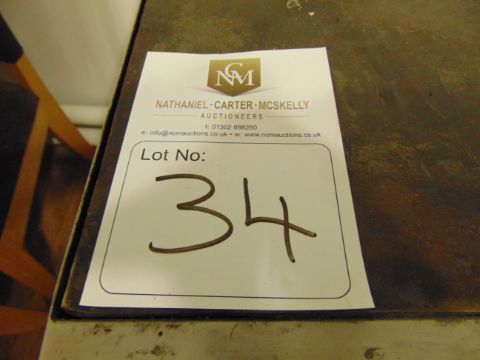 NCM
NATHANIEL · CARTER · MCSKELLY
AUCTIONEERS
t: 01302 898260
e: info@ncmauctions.co.uk • w: www.ncmauctions.co.uk
Lot No:
34